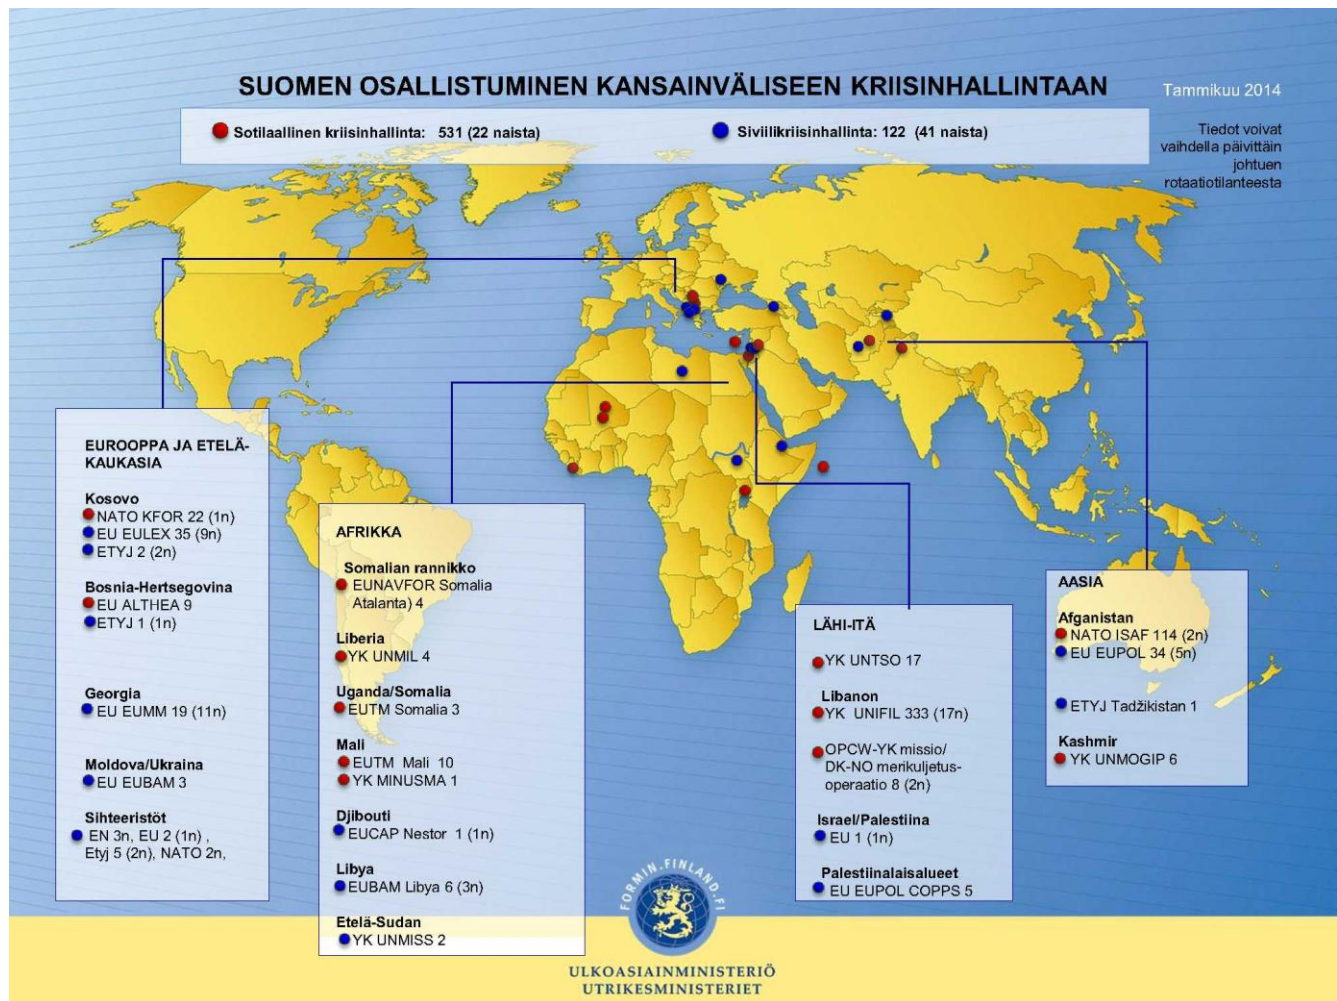 SUOMEN OSALLISTUMINEN KANSAINVÄLISEEN KRIISINHALLINTAAN
Tammikuu 2014
Sotilaallinen kriisinhallinta: 531 (22 naista)
Siviilikriisinhallinta: 122 (41 naista)
Tiedot voivat
vaihdella päivittäin
johtuen
rotaatiotilanteesta
EUROOPPA JA ETELÄ-
KAUKASIA
Kosovo
NATO KFOR 22 (1n)
EU EULEX 35 (9n)
ETYJ 2 (2n)
Bosnia-Hertsegovina
EU ALTHEA 9
ETYJ 1 (1n)
Georgia
EU EUMM 19 (11n)
Moldova/Ukraina
EU EUBAM 3
Sihteeristöt
EN 3n, EU 2 (1n) ,
Etyj 5 (2n), NATO 2n,
AFRIKKA
Somalian rannikko
EUNAVFOR Somalia
Atalanta) 4
Liberia
YK UNMIL 4
Uganda/Somalia
EUTM Somalia 3
Mali
EUTM Mali 10
YK MINUSMA 1
Djibouti
EUCAP Nestor 1 (1n)
Libya
EUBAM Libya 6 (3n)
Etelä-Sudan
YK UNMISS 2
LÄHI-ITÄ
YK UNTSO 17
Libanon
YK UNIFIL 333 (17n)
OPCW-YK missio/
DK-NO merikuljetus-
operaatio 8 (2n)
Israel/Palestiina
EU 1 (1n)
Palestiinalaisalueet
EU EUPOL COPPS 5
AASIA
Afganistan
NATO ISAF 114 (2n)
EU EUPOL 34 (5n)
ETYJ Tadžikistan 1
Kashmir
YK UNMOGIP 6
FORMIN.FINLAND.FI
ULKOASIAINMINISTERIÖ
UTRIKESMINISTERIET